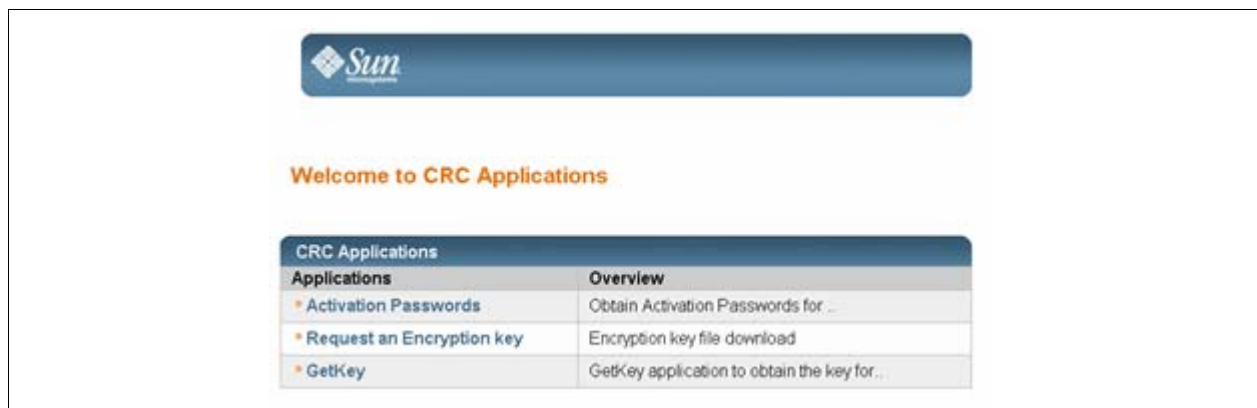 Sun
microsystems
Welcome to CRC Applications
CRC Applications
Applications Overview
Activation Passwords Obtain Activation Passwords for ..
Request an Encryption key Encryption key file download
GetKey GetKey application to obtain the key for..